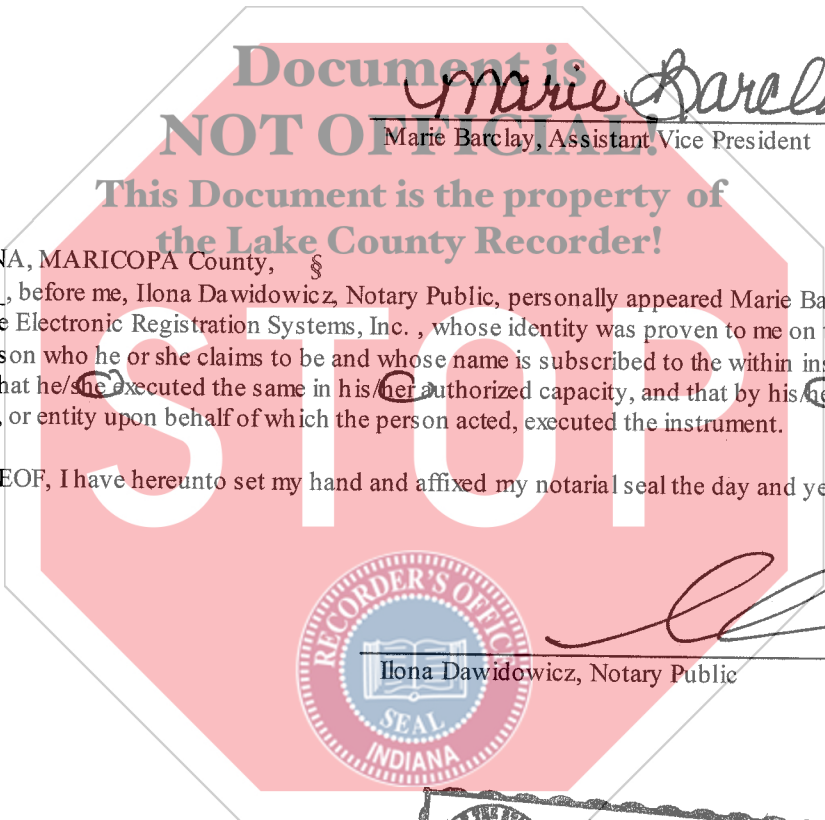 Document is
NOT OFFICIAL!
This Document is the property of
the Lake County Recorder!
Marie Barclay, Assistant Vice President
NA, MARICOPA County, §
, before me, Ilona Dawidowicz, Notary Public, personally appeared Marie Ba
e Electronic Registration Systems, Inc. , whose identity was proven to me on
son who he or she claims to be and whose name is subscribed to the within ins
hat he/she executed the same in his/her authorized capacity, and that by his/he
, or entity upon behalf of which the person acted, executed the instrument.
STOP
EOF, I have hereunto set my hand and affixed my notarial seal the day and ye
Marie Barcl
Ilona Dawidowicz, Notary Public
RECORDER'S OFFICE
SEAL
INDIANA